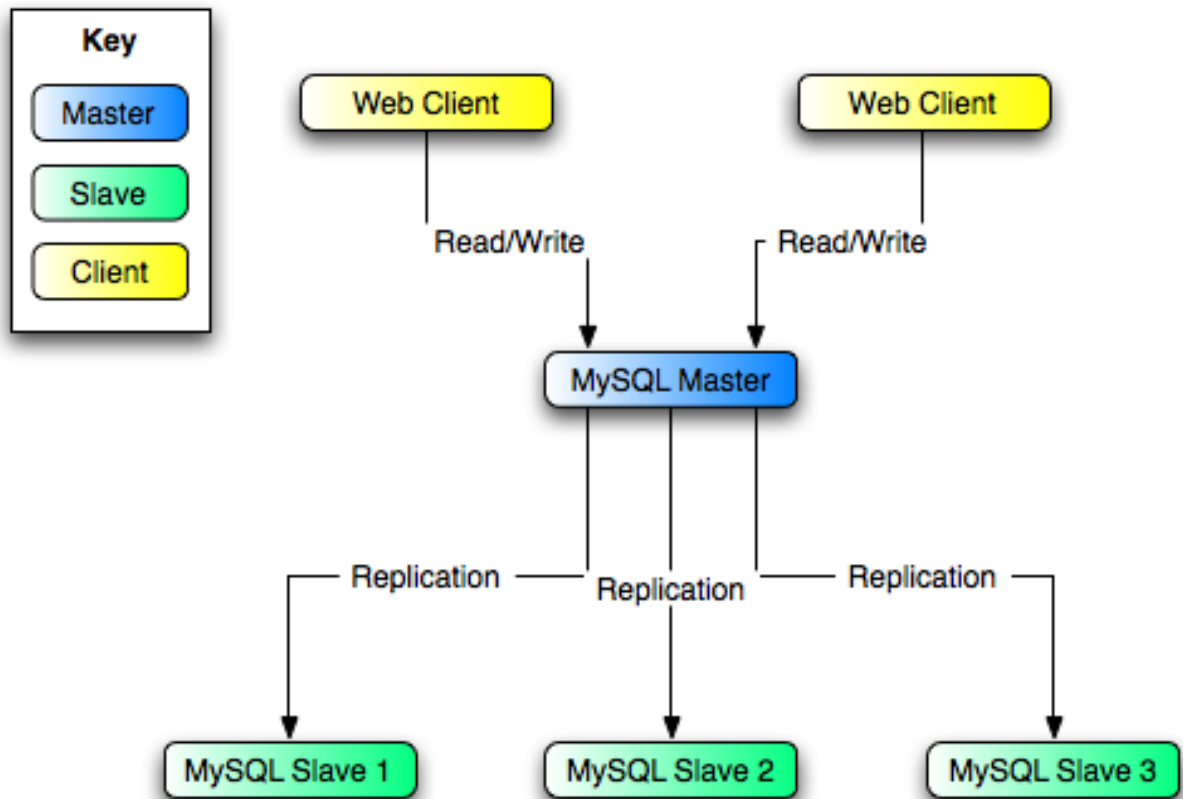 Key
Master
Slave
Client
Web Client
Web Client
Read/Write
Read/Write
MySQL Master
Replication
Replication
Replication
MySQL Slave 1
MySQL Slave 2
MySQL Slave 3